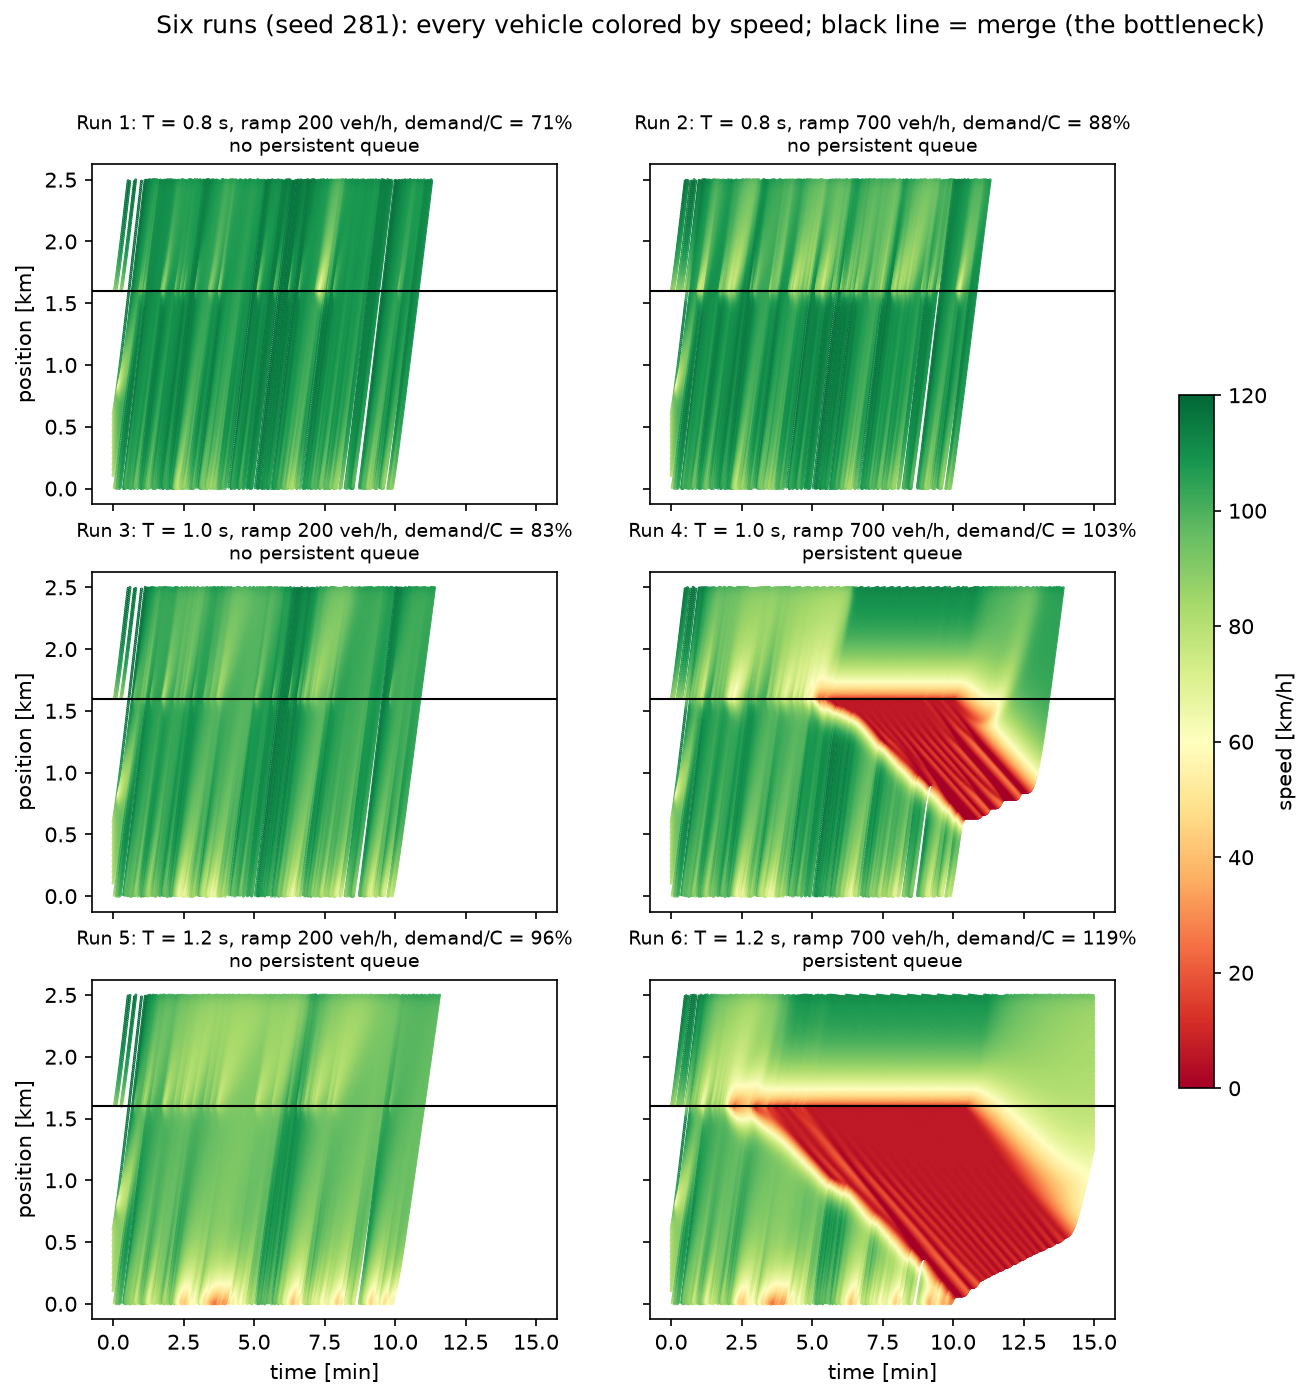 Six runs (seed 281): every vehicle colored by speed; black line = merge (the bottleneck)
Run 1: T = 0.8 s, ramp 200 veh/h, demand/C = 71%
no persistent queue
Run 2: T = 0.8 s, ramp 700 veh/h, demand/C = 88%
no persistent queue
2.5
2.0
1.5
1.0
0.5
0.0
position [km]
Run 3: T = 1.0 s, ramp 200 veh/h, demand/C = 83%
no persistent queue
Run 4: T = 1.0 s, ramp 700 veh/h, demand/C = 103%
persistent queue
2.5
2.0
1.5
1.0
0.5
0.0
position [km]
Run 5: T = 1.2 s, ramp 200 veh/h, demand/C = 96%
no persistent queue
Run 6: T = 1.2 s, ramp 700 veh/h, demand/C = 119%
persistent queue
2.5
2.0
1.5
1.0
0.5
0.0
position [km]
0.0 2.5 5.0 7.5 10.0 12.5 15.0
time [min]
0.0 2.5 5.0 7.5 10.0 12.5 15.0
time [min]
120
100
80
60
40
20
0
speed [km/h]